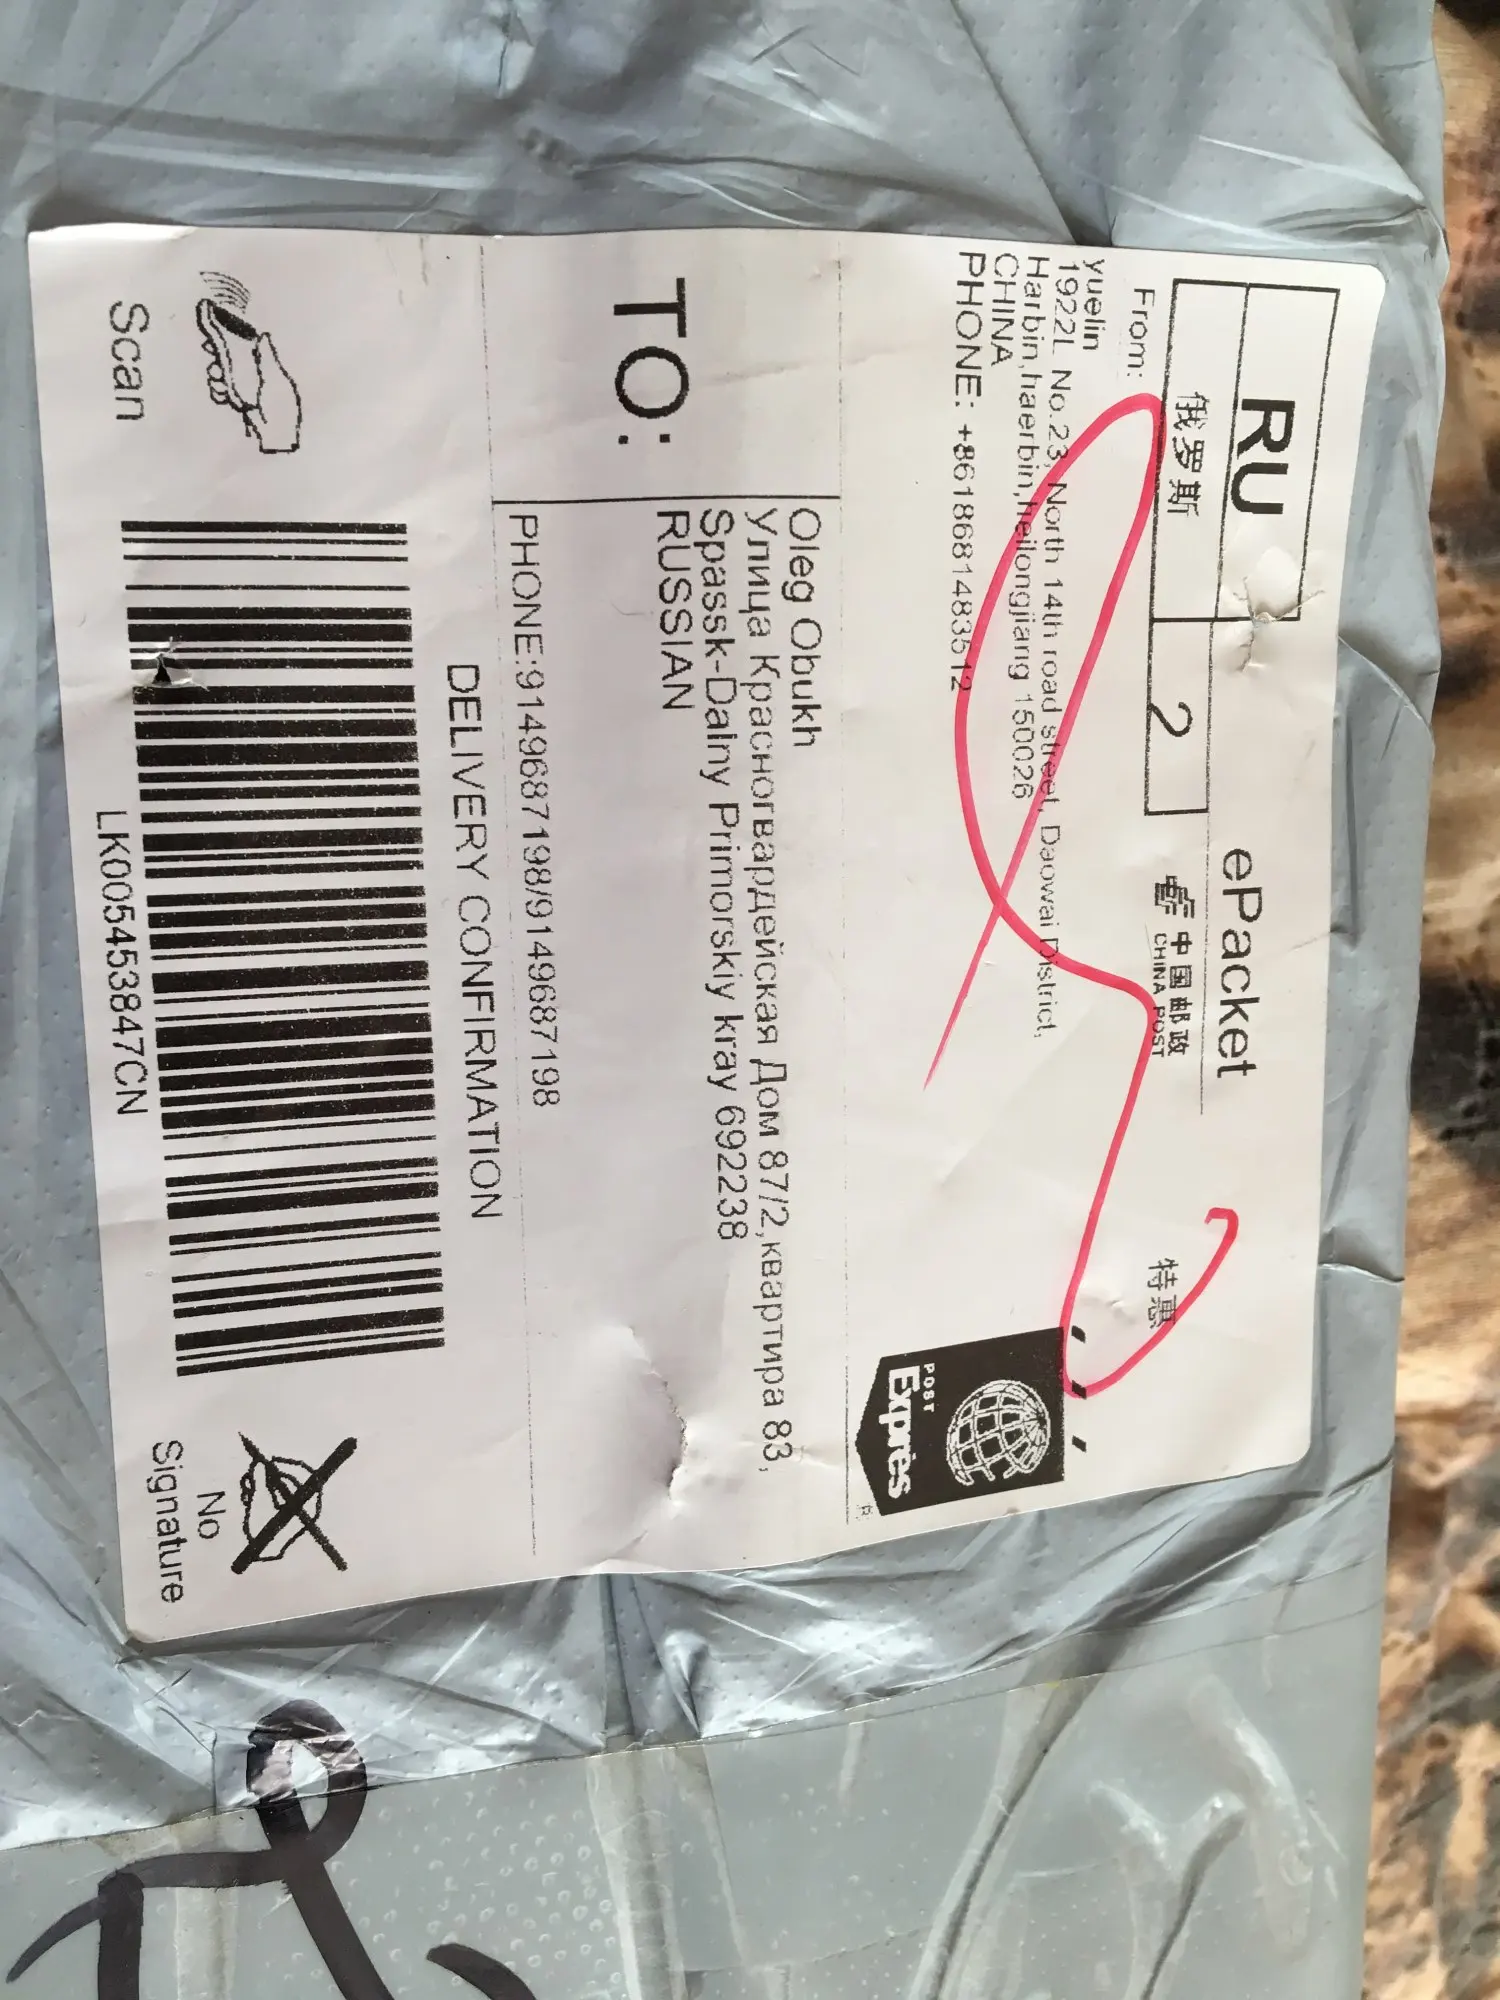 RU
俄罗斯
2
ePacket
中国邮政
CHINA POST
特惠
From:
yuelin
1922L No.23, North 14th road street, Daowai District,
Harbin,haerbin,heilongjiang 150026
CHINA
PHONE: +8618681483512
POST
Exprès
TO:
Oleg Obukh
Улица Красногвардейская Дом 87/2,квартира 83,
Spassk-Dalny Primorskiy kray 692238
RUSSIAN
PHONE:9149687198/9149687198
DELIVERY CONFIRMATION
Scan
LK005453847CN
No
Signature